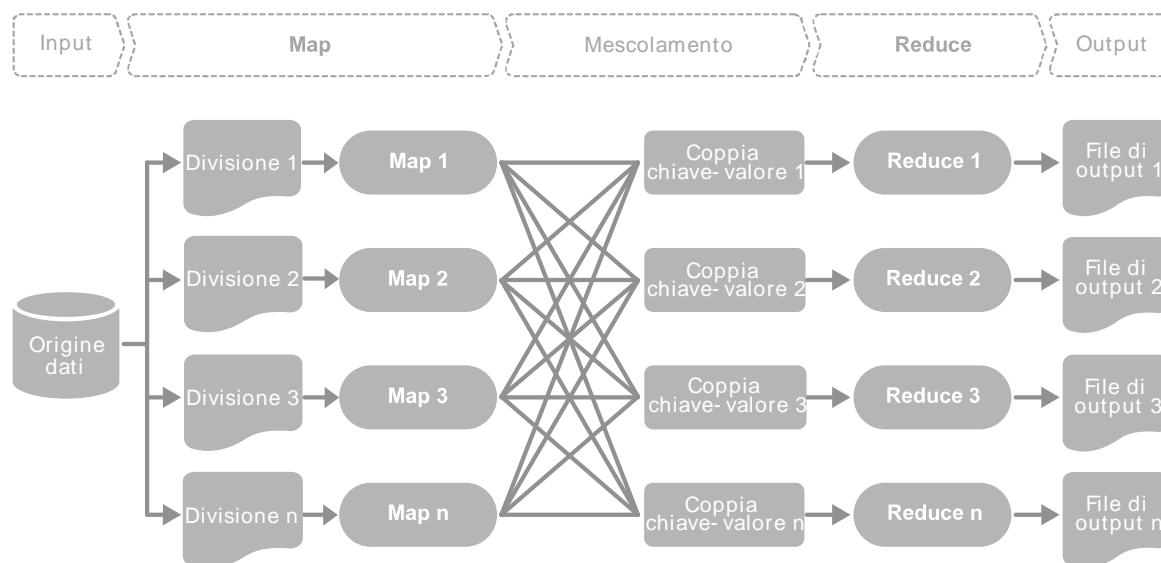 Input
Map
Mescolamento
Reduce
Output
Divisione 1
Map 1
Coppia
chiave-valore 1
Reduce 1
File di
output 1
Divisione 2
Map 2
Coppia
chiave-valore 2
Reduce 2
File di
output 2
Origine
dati
Divisione 3
Map 3
Coppia
chiave-valore 3
Reduce 3
File di
output 3
Divisione n
Map n
Coppia
chiave-valore n
Reduce n
File di
output n